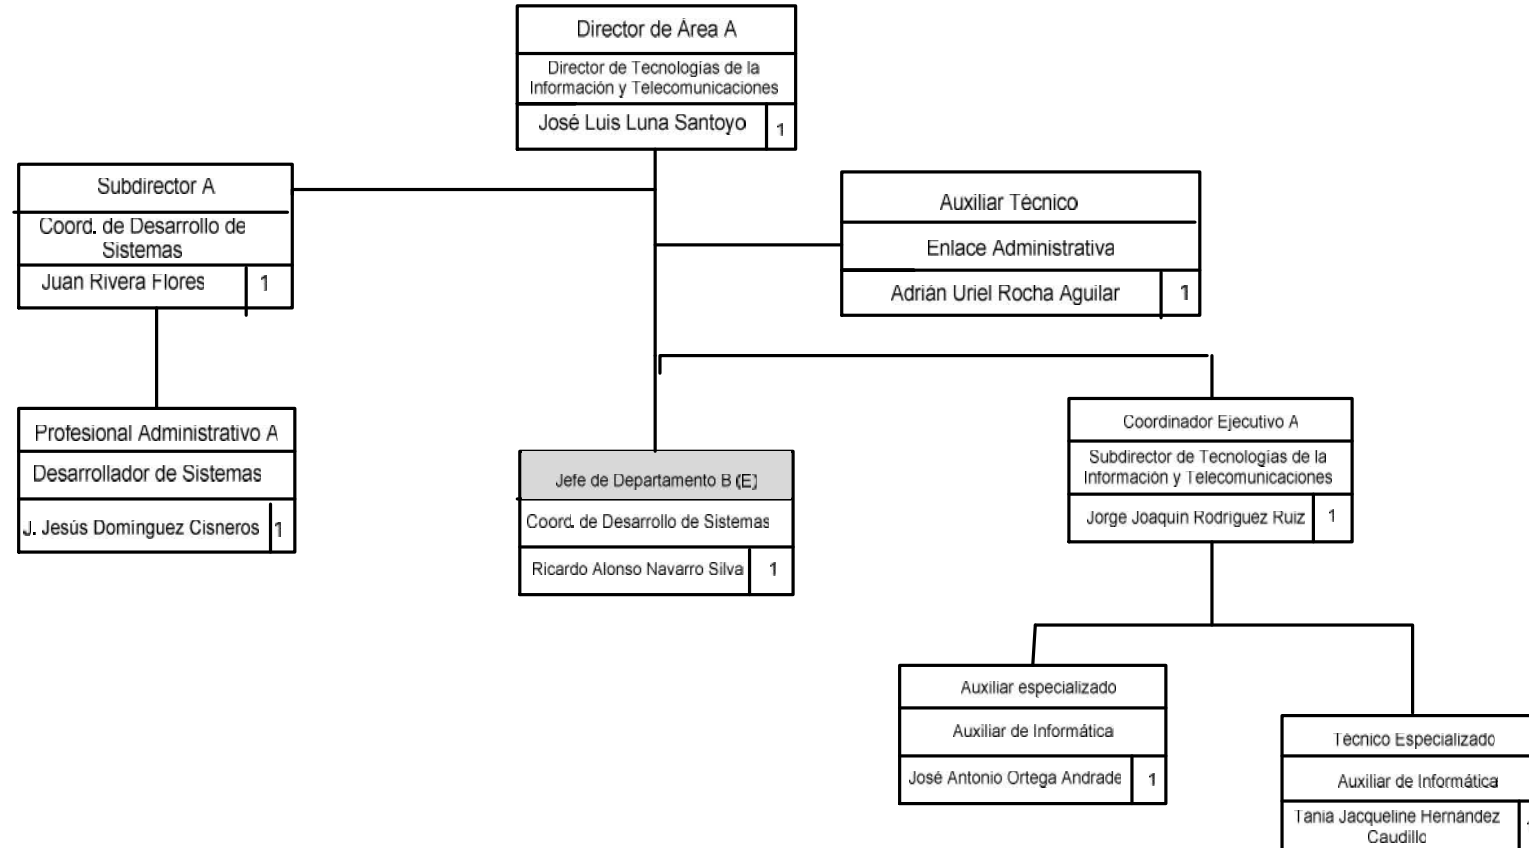 Director de Área A
Director de Tecnologías de la
Información y Telecomunicaciones
José Luis Luna Santoyo 1
Subdirector A
Coord. de Desarrollo de
Sistemas
Juan Rivera Flores 1
Auxiliar Técnico
Enlace Administrativa
Adrián Uriel Rocha Aguilar 1
Profesional Administrativo A
Desarrollador de Sistemas
J. Jesús Domínguez Cisneros 1
Jefe de Departamento B (E)
Coord. de Desarrollo de Sistemas
Ricardo Alonso Navarro Silva 1
Coordinador Ejecutivo A
Subdirector de Tecnologías de la
Información y Telecomunicaciones
Jorge Joaquín Rodríguez Ruiz 1
Auxiliar especializado
Auxiliar de Informática
José Antonio Ortega Andrade 1
Técnico Especializado
Auxiliar de Informática
Tania Jacqueline Hernández
Caudillo